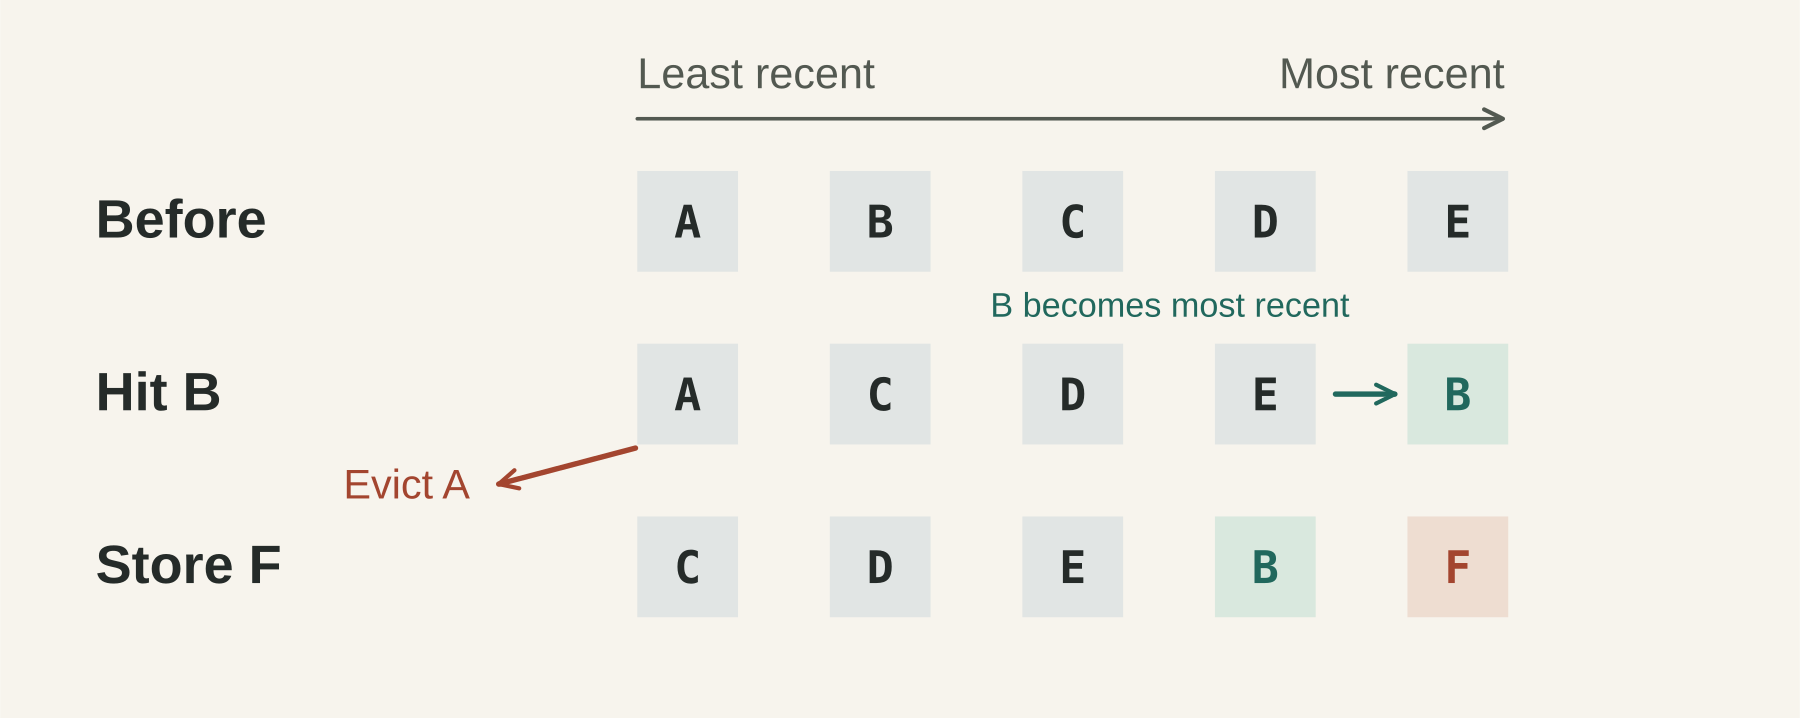 Least recent Most recent
Before A B C D E
B becomes most recent
Hit B A C D E B
Evict A
Store F C D E B F